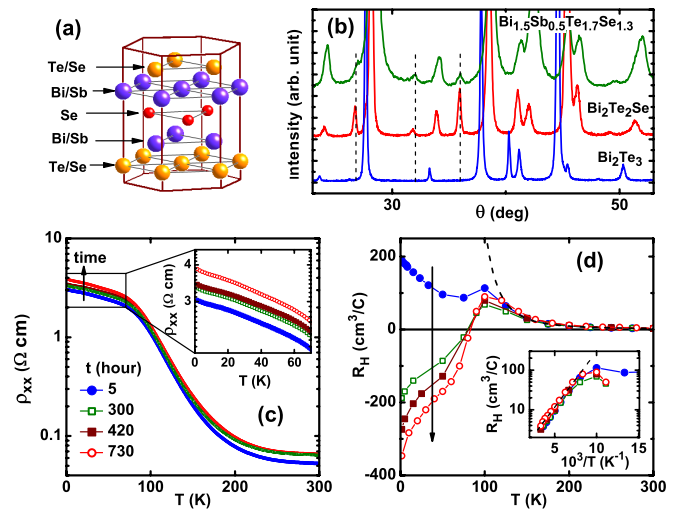 (a)
Te/Se
Bi/Sb
Se
Bi/Sb
Te/Se
(b)
Bi1.5Sb0.5Te1.7Se1.3
Bi2Te2Se
Bi2Te3
intensity (arb. unit)
30
40
50
θ (deg)
(c)
time
ρxx (Ω cm)
10
1
0.1
0
100
200
300
T (K)
t (hour)
5
300
420
730
ρxx (Ω cm)
4
3
0
20
40
60
T (K)
(d)
RH (cm3/C)
200
0
-200
-400
0
50
100
150
200
250
300
T (K)
RH (cm3/C)
100
10
5
10
15
103/T (K-1)